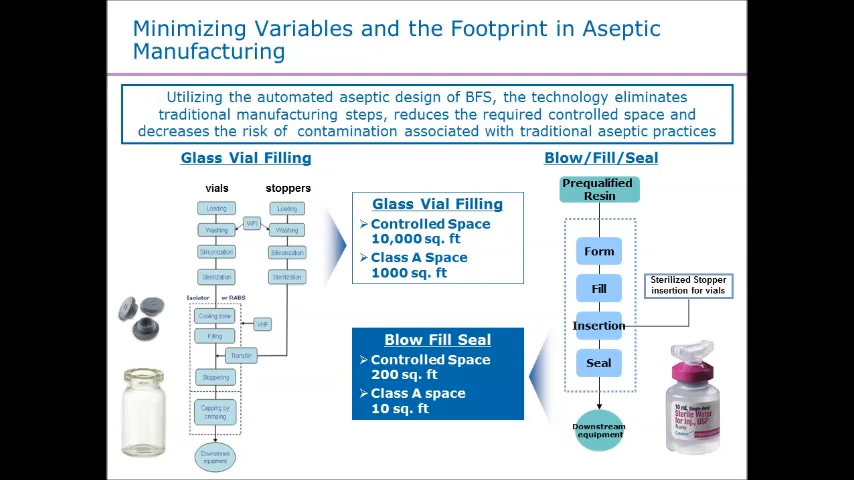 Minimizing Variables and the Footprint in Aseptic
Manufacturing
Utilizing the automated aseptic design of BFS, the technology eliminates
traditional manufacturing steps, reduces the required controlled space and
decreases the risk of contamination associated with traditional aseptic practices
Glass Vial Filling
vials
stoppers
Loading
Loading
WFI
Washing
Washing
Siliconization
Siliconization
Sterilization
Sterilization
Isolator or RABS
Cooling zone
VHP
Filling
Transfer
Stoppering
Capping by
crimping
Downstream
equipment
Glass Vial Filling
Controlled Space
10,000 sq. ft
Class A Space
1000 sq. ft
Blow Fill Seal
Controlled Space
200 sq. ft
Class A space
10 sq. ft
Blow/Fill/Seal
Prequalified
Resin
Form
Fill
Sterilized Stopper
insertion for vials
Insertion
Seal
Downstream
equipment
10 mL
Sterile Water
for Inj., USP